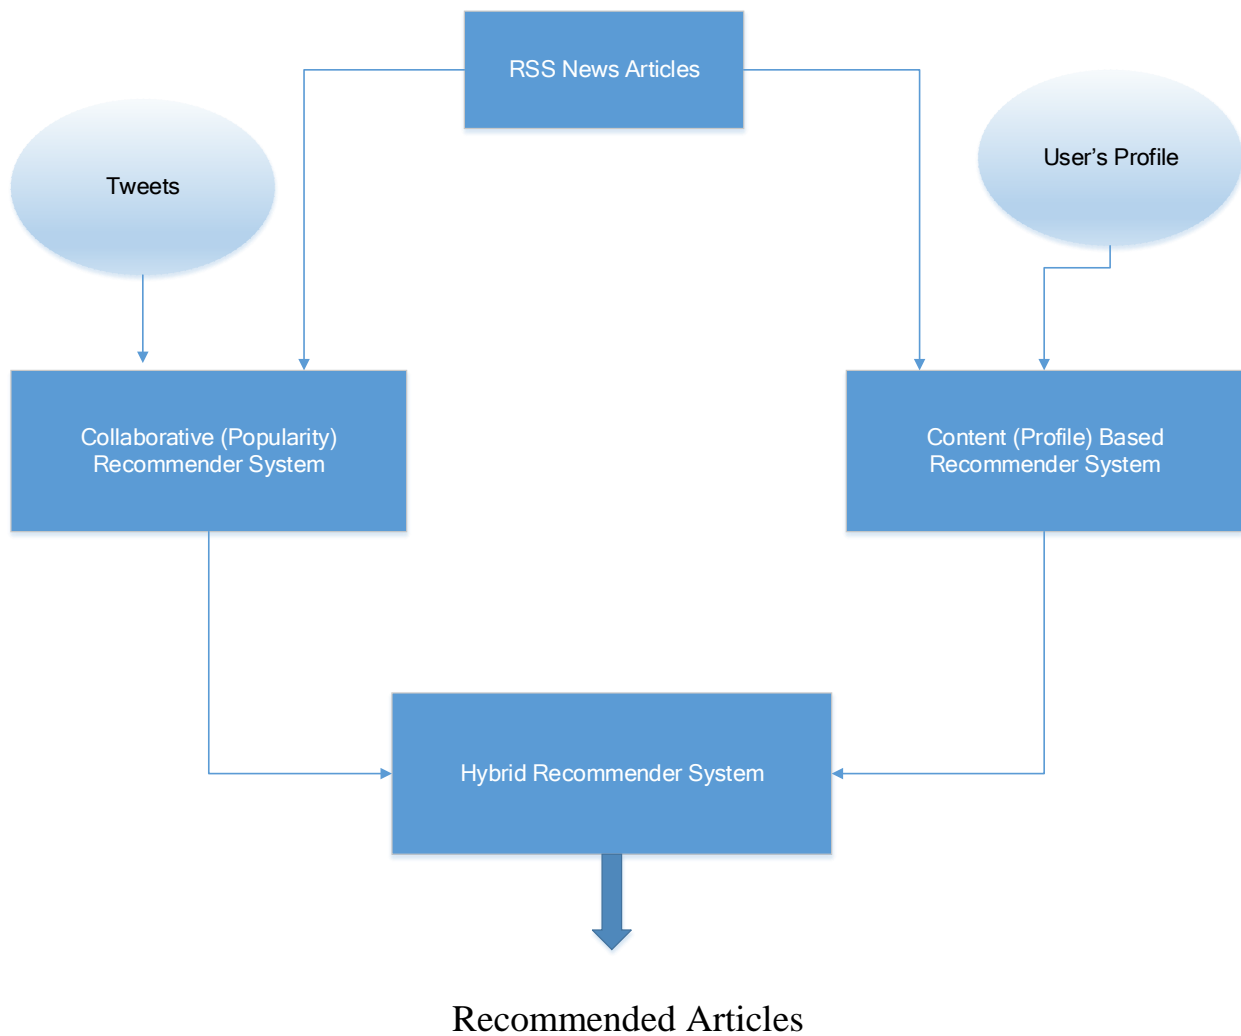 RSS News Articles
User’s Profile
Tweets
Collaborative (Popularity)
Recommender System
Content (Profile) Based
Recommender System
Hybrid Recommender System
Recommended Articles